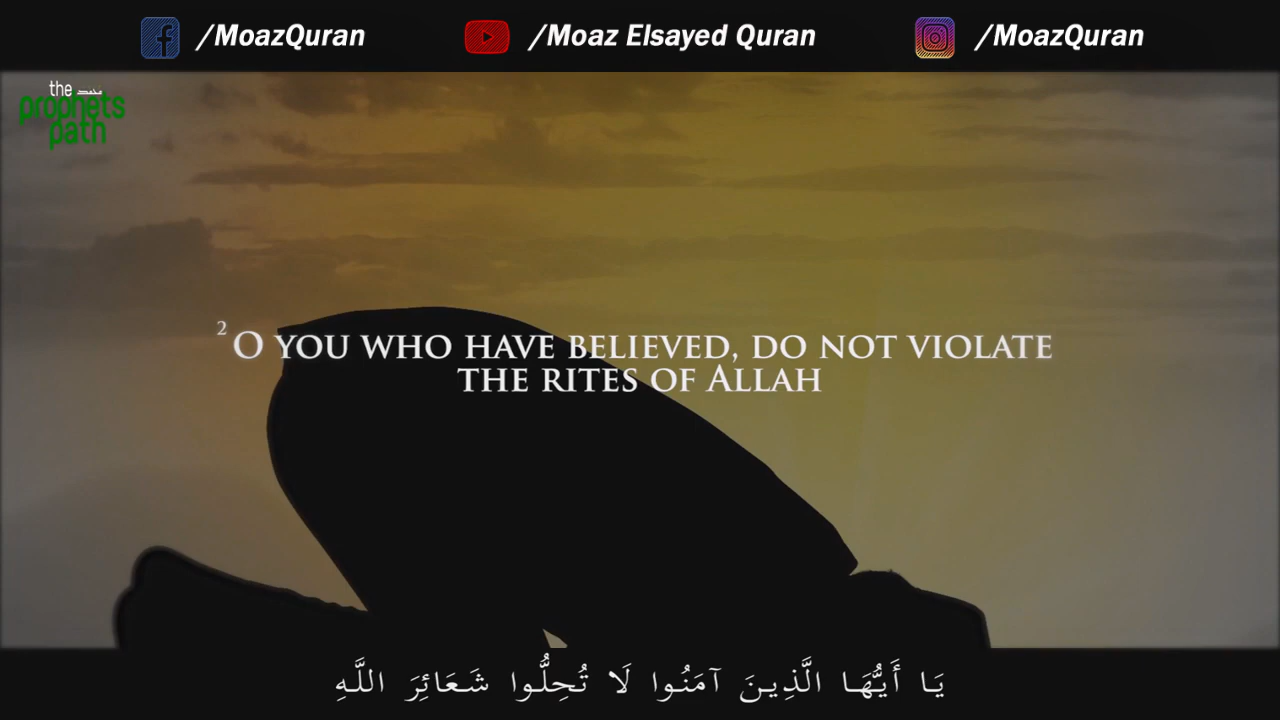 /MoazQuran
/Moaz Elsayed Quran
/MoazQuran
the محمد
prophets
path
2 O YOU WHO HAVE BELIEVED, DO NOT VIOLATE
THE RITES OF ALLAH
يَا أَيُّهَا الَّذِينَ آمَنُوا لَا تُحِلُّوا شَعَائِرَ اللَّهِ